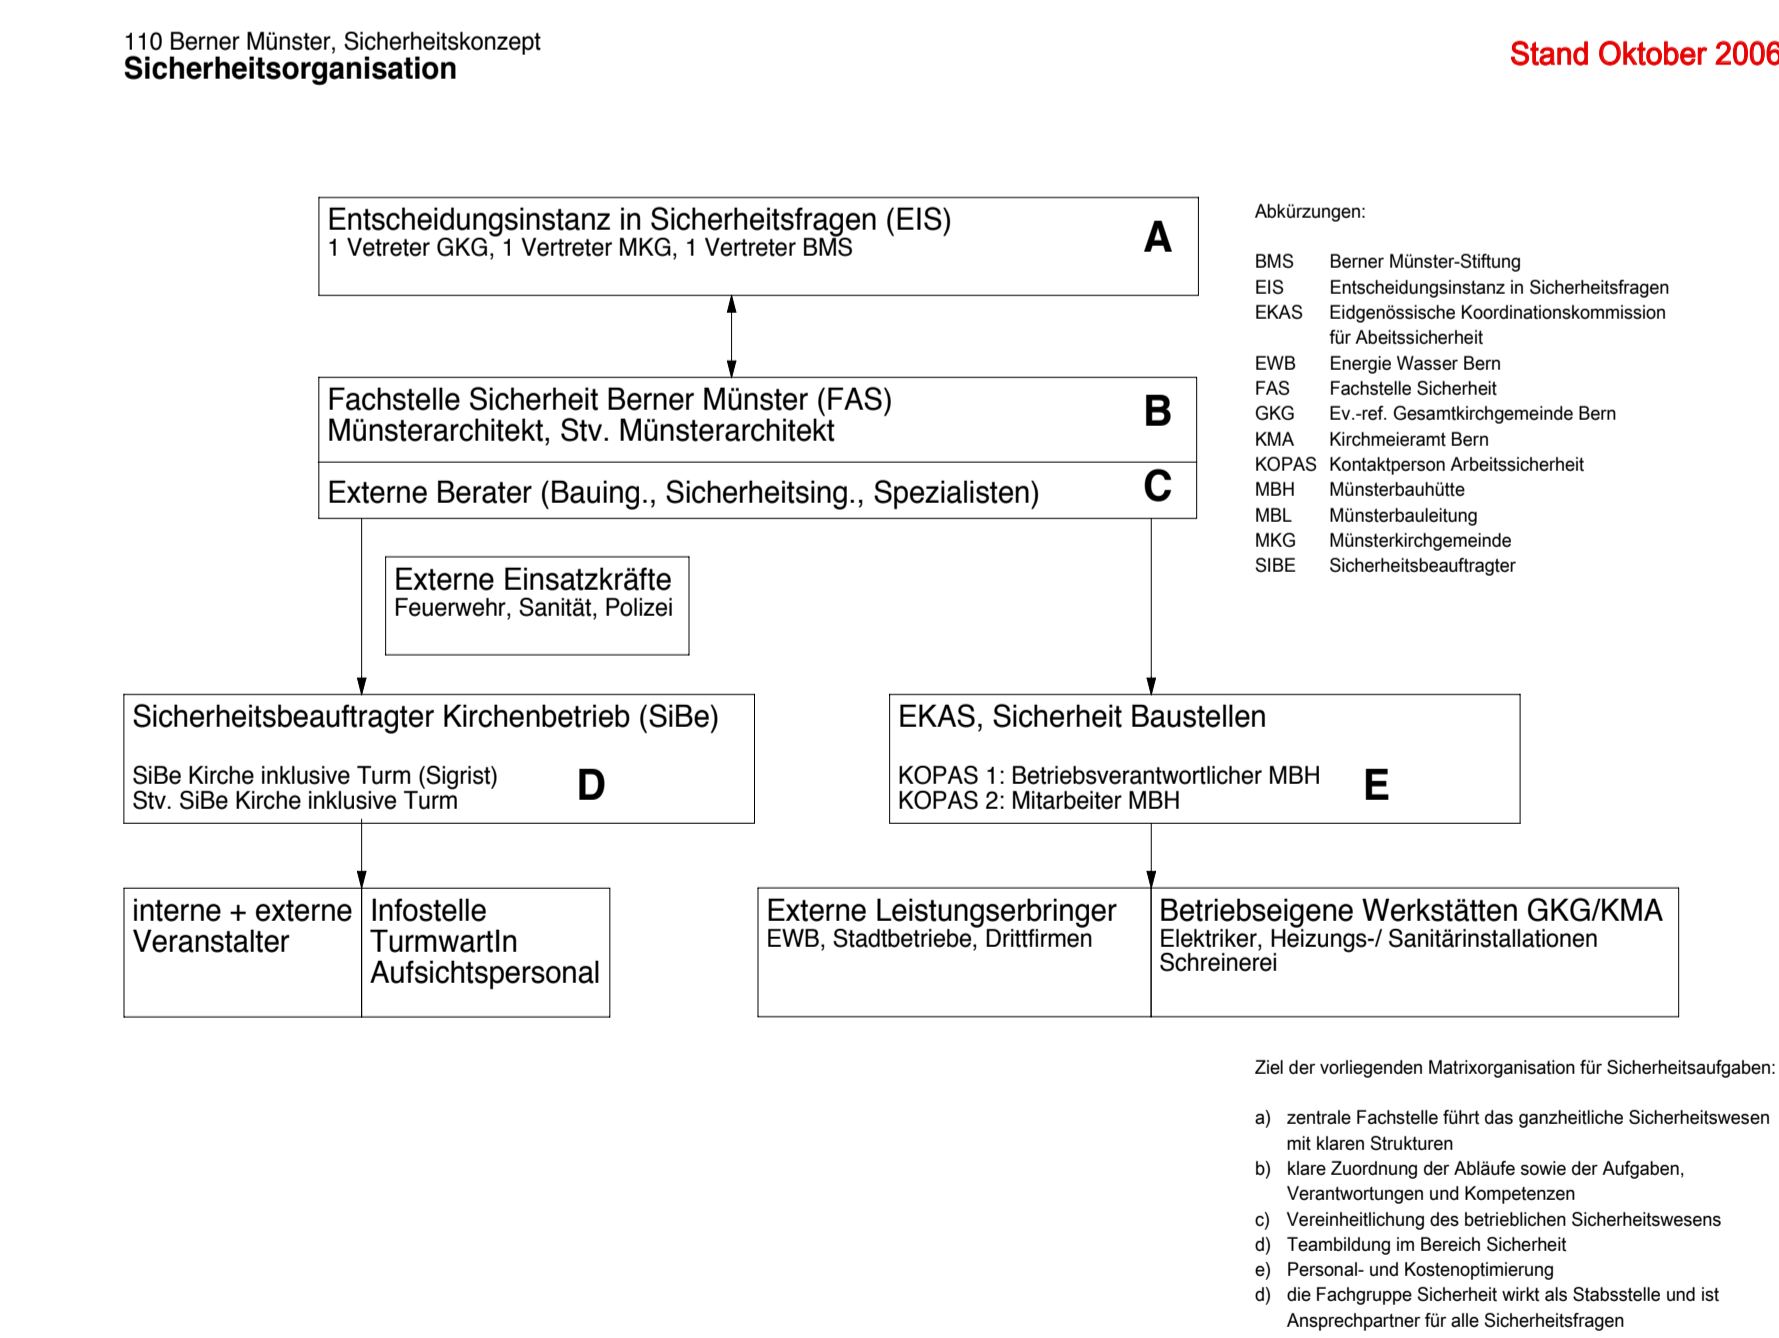 110 Berner Münster, Sicherheitskonzept
Sicherheitsorganisation
Stand Oktober 2006
Entscheidungsinstanz in Sicherheitsfragen (EIS)
1 Vetreter GKG, 1 Vertreter MKG, 1 Vertreter BMS
A
Fachstelle Sicherheit Berner Münster (FAS)
Münsterarchitekt, Stv. Münsterarchitekt
B
Externe Berater (Bauing., Sicherheitsing., Spezialisten)
C
Abkürzungen:
BMS Berner Münster-Stiftung
EIS Entscheidungsinstanz in Sicherheitsfragen
EKAS Eidgenössische Koordinationskommission
für Abeitssicherheit
EWB Energie Wasser Bern
FAS Fachstelle Sicherheit
GKG Ev.-ref. Gesamtkirchgemeinde Bern
KMA Kirchmeieramt Bern
KOPAS Kontaktperson Arbeitssicherheit
MBH Münsterbauhütte
MBL Münsterbauleitung
MKG Münsterkirchgemeinde
SIBE Sicherheitsbeauftragter
Externe Einsatzkräfte
Feuerwehr, Sanität, Polizei
Sicherheitsbeauftragter Kirchenbetrieb (SiBe)
SiBe Kirche inklusive Turm (Sigrist)
Stv. SiBe Kirche inklusive Turm
D
EKAS, Sicherheit Baustellen
KOPAS 1: Betriebsverantwortlicher MBH
KOPAS 2: Mitarbeiter MBH
E
interne + externe
Veranstalter
Infostelle
TurmwartIn
Aufsichtspersonal
Externe Leistungserbringer
EWB, Stadtbetriebe, Drittfirmen
Betriebseigene Werkstätten GKG/KMA
Elektriker, Heizungs-/ Sanitärinstallationen
Schreinerei
Ziel der vorliegenden Matrixorganisation für Sicherheitsaufgaben:
a) zentrale Fachstelle führt das ganzheitliche Sicherheitswesen
mit klaren Strukturen
b) klare Zuordnung der Abläufe sowie der Aufgaben,
Verantwortungen und Kompetenzen
c) Vereinheitlichung des betrieblichen Sicherheitswesens
d) Teambildung im Bereich Sicherheit
e) Personal- und Kostenoptimierung
d) die Fachgruppe Sicherheit wirkt als Stabsstelle und ist
Ansprechpartner für alle Sicherheitsfragen